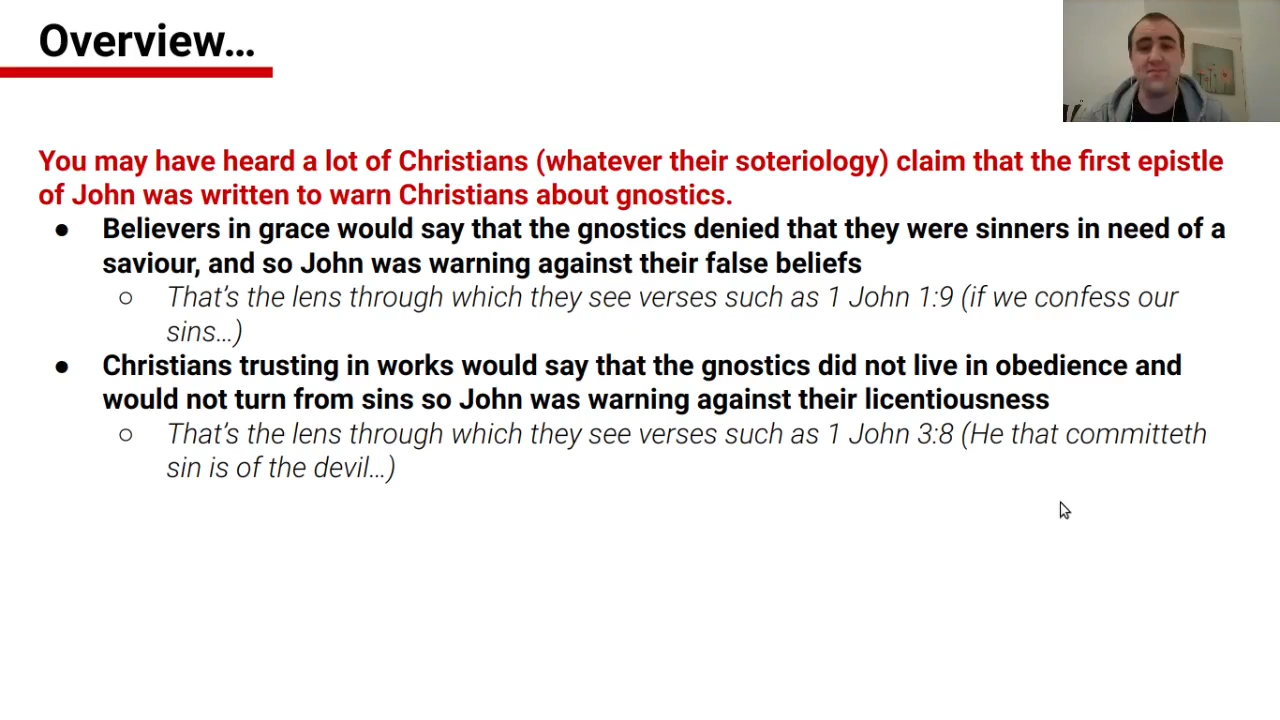 Overview…
You may have heard a lot of Christians (whatever their soteriology) claim that the first epistle
of John was written to warn Christians about gnostics.
● Believers in grace would say that the gnostics denied that they were sinners in need of a
saviour, and so John was warning against their false beliefs
○ That’s the lens through which they see verses such as 1 John 1:9 (if we confess our
sins…)
● Christians trusting in works would say that the gnostics did not live in obedience and
would not turn from sins so John was warning against their licentiousness
○ That’s the lens through which they see verses such as 1 John 3:8 (He that committeth
sin is of the devil…)